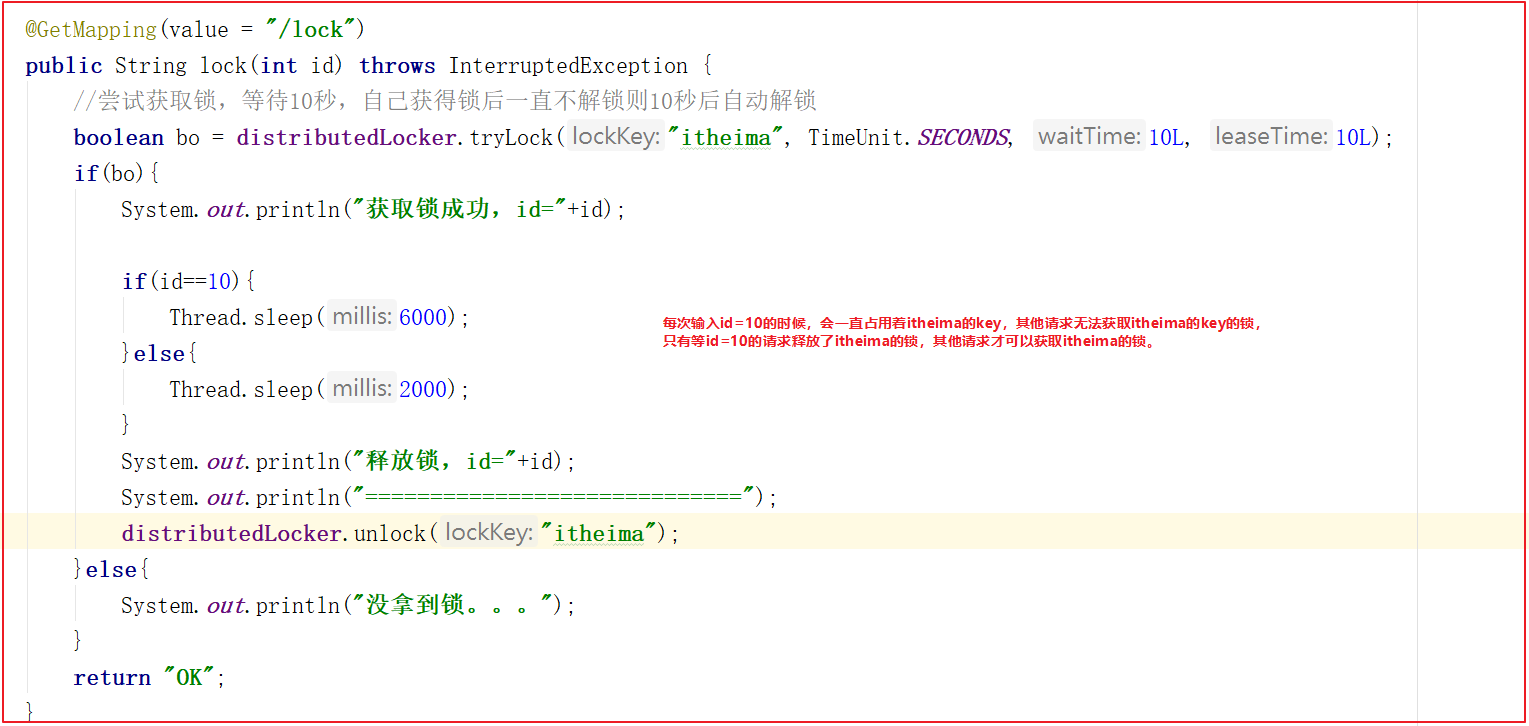 @GetMapping(value = "/lock")
public String lock(int id) throws InterruptedException {
//尝试获取锁，等待10秒，自己获得锁后一直不解锁则10秒后自动解锁
boolean bo = distributedLocker.tryLock( lockKey: "itheima", TimeUnit.SECONDS, waitTime: 10L, leaseTime: 10L);
if(bo){
System.out.println("获取锁成功，id="+id);
if(id==10){
Thread.sleep( millis: 6000);
每次输入id=10的时候，会一直占用着itheima的key，其他请求无法获取itheima的key的锁，
只有等id=10的请求释放了itheima的锁，其他请求才可以获取itheima的锁。
}else{
Thread.sleep( millis: 2000);
}
System.out.println("释放锁，id="+id);
System.out.println("=============================");
distributedLocker.unlock( lockKey: "itheima");
}else{
System.out.println("没拿到锁。。。");
}
return "OK";
}